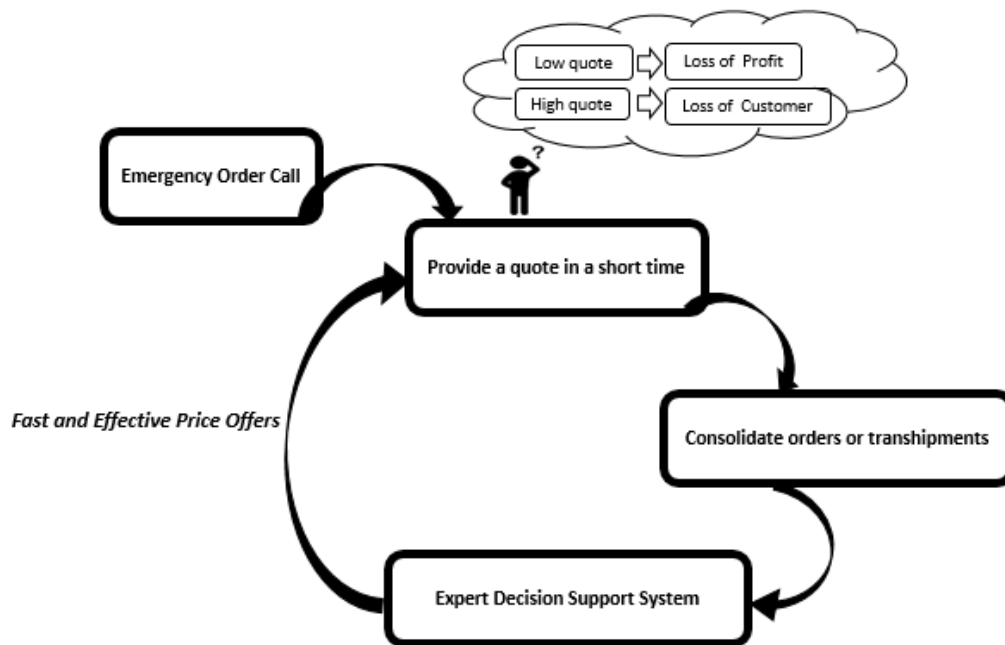 Low quote
Loss of Profit
High quote
Loss of Customer
Emergency Order Call
?
Provide a quote in a short time
Fast and Effective Price Offers
Consolidate orders or transhipments
Expert Decision Support System